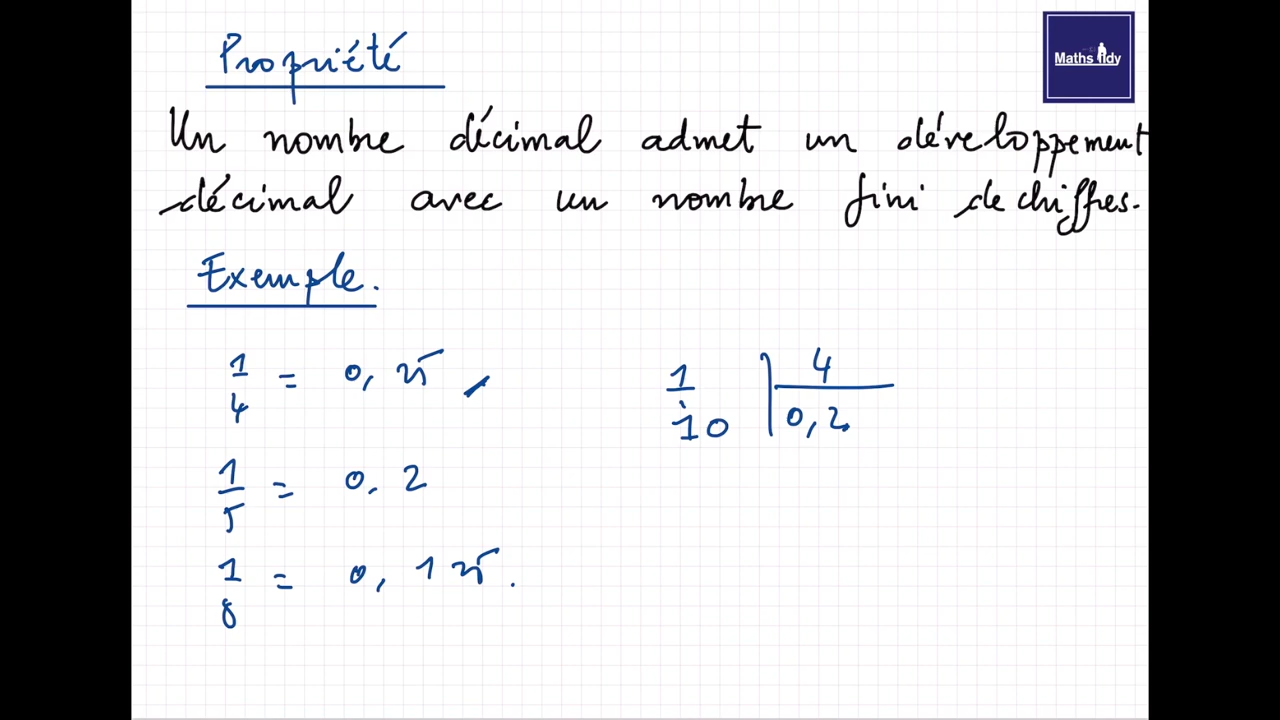 Propriété
Maths Andy
Un nombre décimal admet un développement
décimal avec un nombre fini de chiffres.
Exemple.
1/4 = 0,25
1 | 4
10 | 0,2
1/5 = 0,2
1/8 = 0,125.